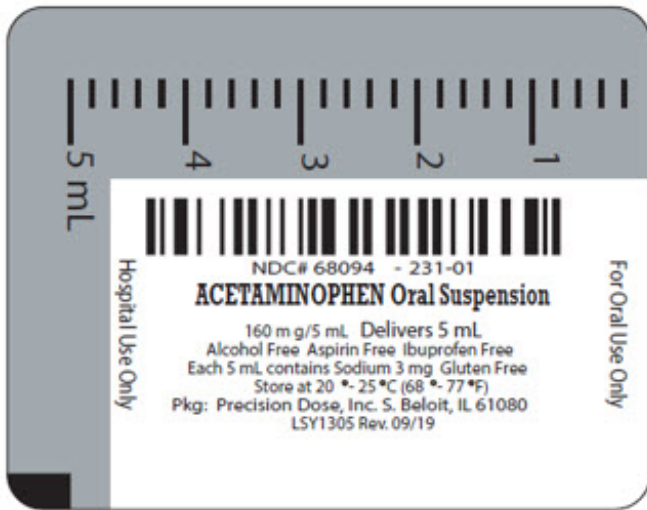 5 mL
4
3
2
1
NDC# 68094 - 231-01
ACETAMINOPHEN Oral Suspension
160 m g/5 mL Delivers 5 mL
Alcohol Free Aspirin Free Ibuprofen Free
Each 5 mL contains Sodium 3 mg Gluten Free
Store at 20 °- 25 °C (68 °- 77 °F)
Pkg: Precision Dose, Inc. S. Beloit, IL 61080
LSY1305 Rev. 09/19
Hospital Use Only
For Oral Use Only